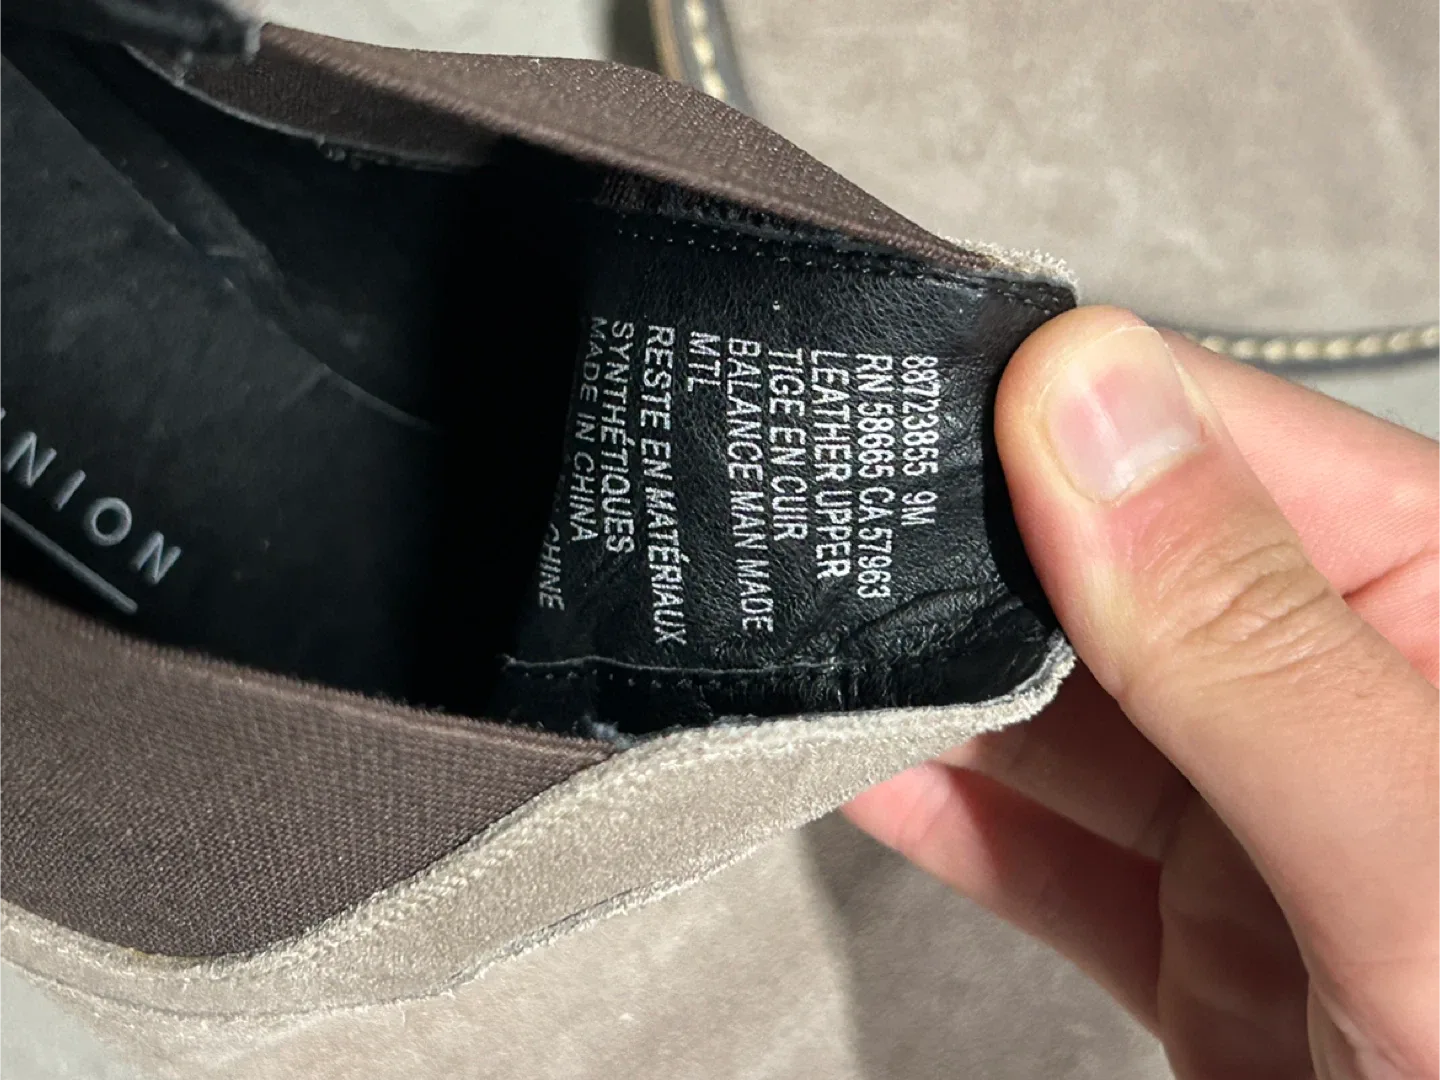 88723855 9M
RN 58665 CA 57963
LEATHER UPPER
TIGE EN CUIR
BALANCE MAN MADE
MTL
RESTE EN MATÉRIAUX
SYNTHÉTIQUES
MADE IN CHINA
CHINE
NION